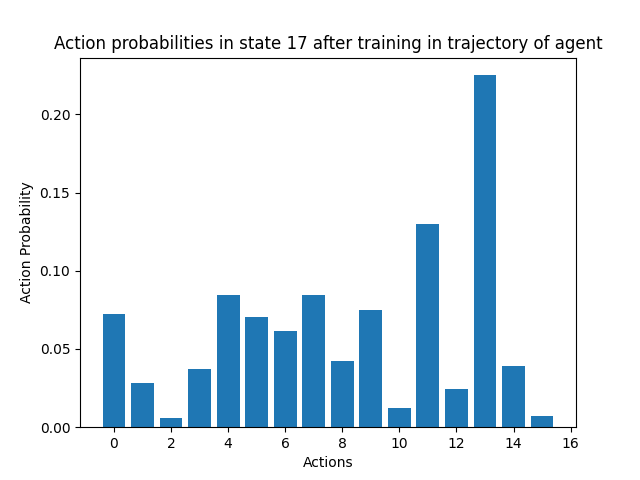 Action probabilities in state 17 after training in trajectory of agent
0.20
0.15
0.10
0.05
0.00
Action Probability
0 2 4 6 8 10 12 14 16
Actions